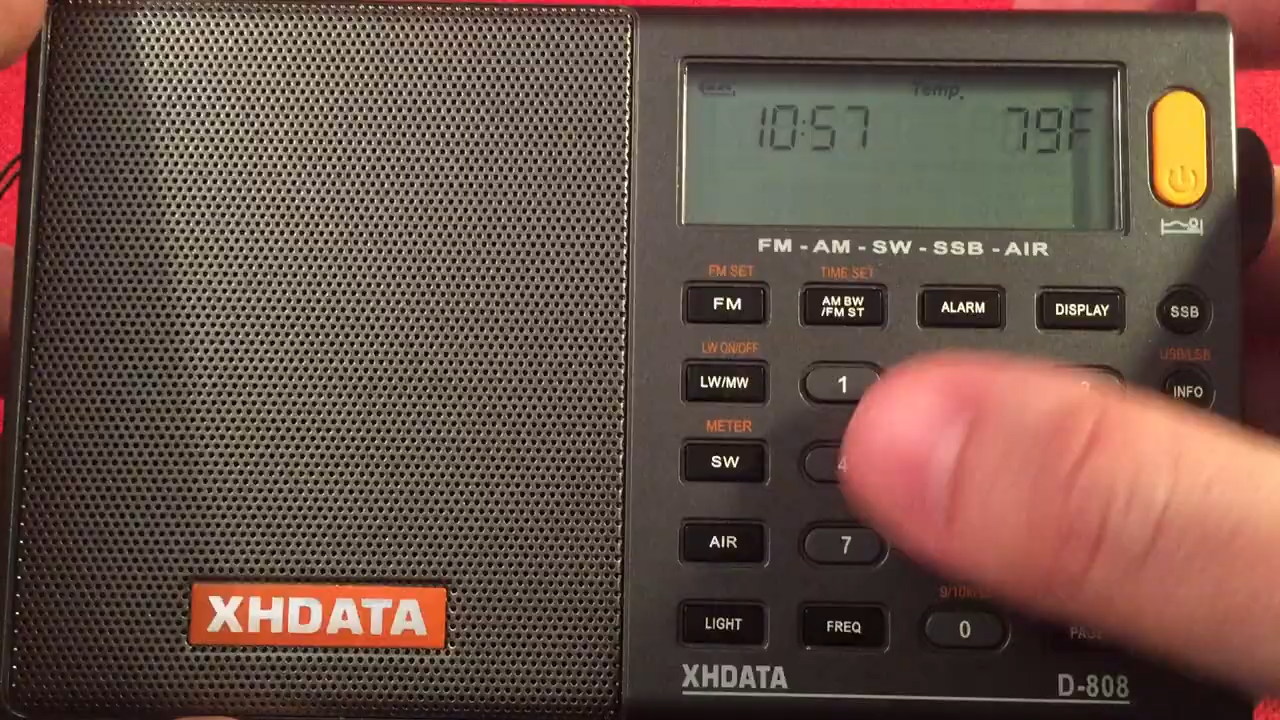 Temp.
10:57 79F
FM - AM - SW - SSB - AIR
FM SET TIME SET
FM AM BW /FM ST ALARM DISPLAY SSB
LW ON/OFF USB/LSB
LW/MW 1 INFO
METER
SW 4
AIR 7
LIGHT FREQ 0
XHDATA
XHDATA D-808